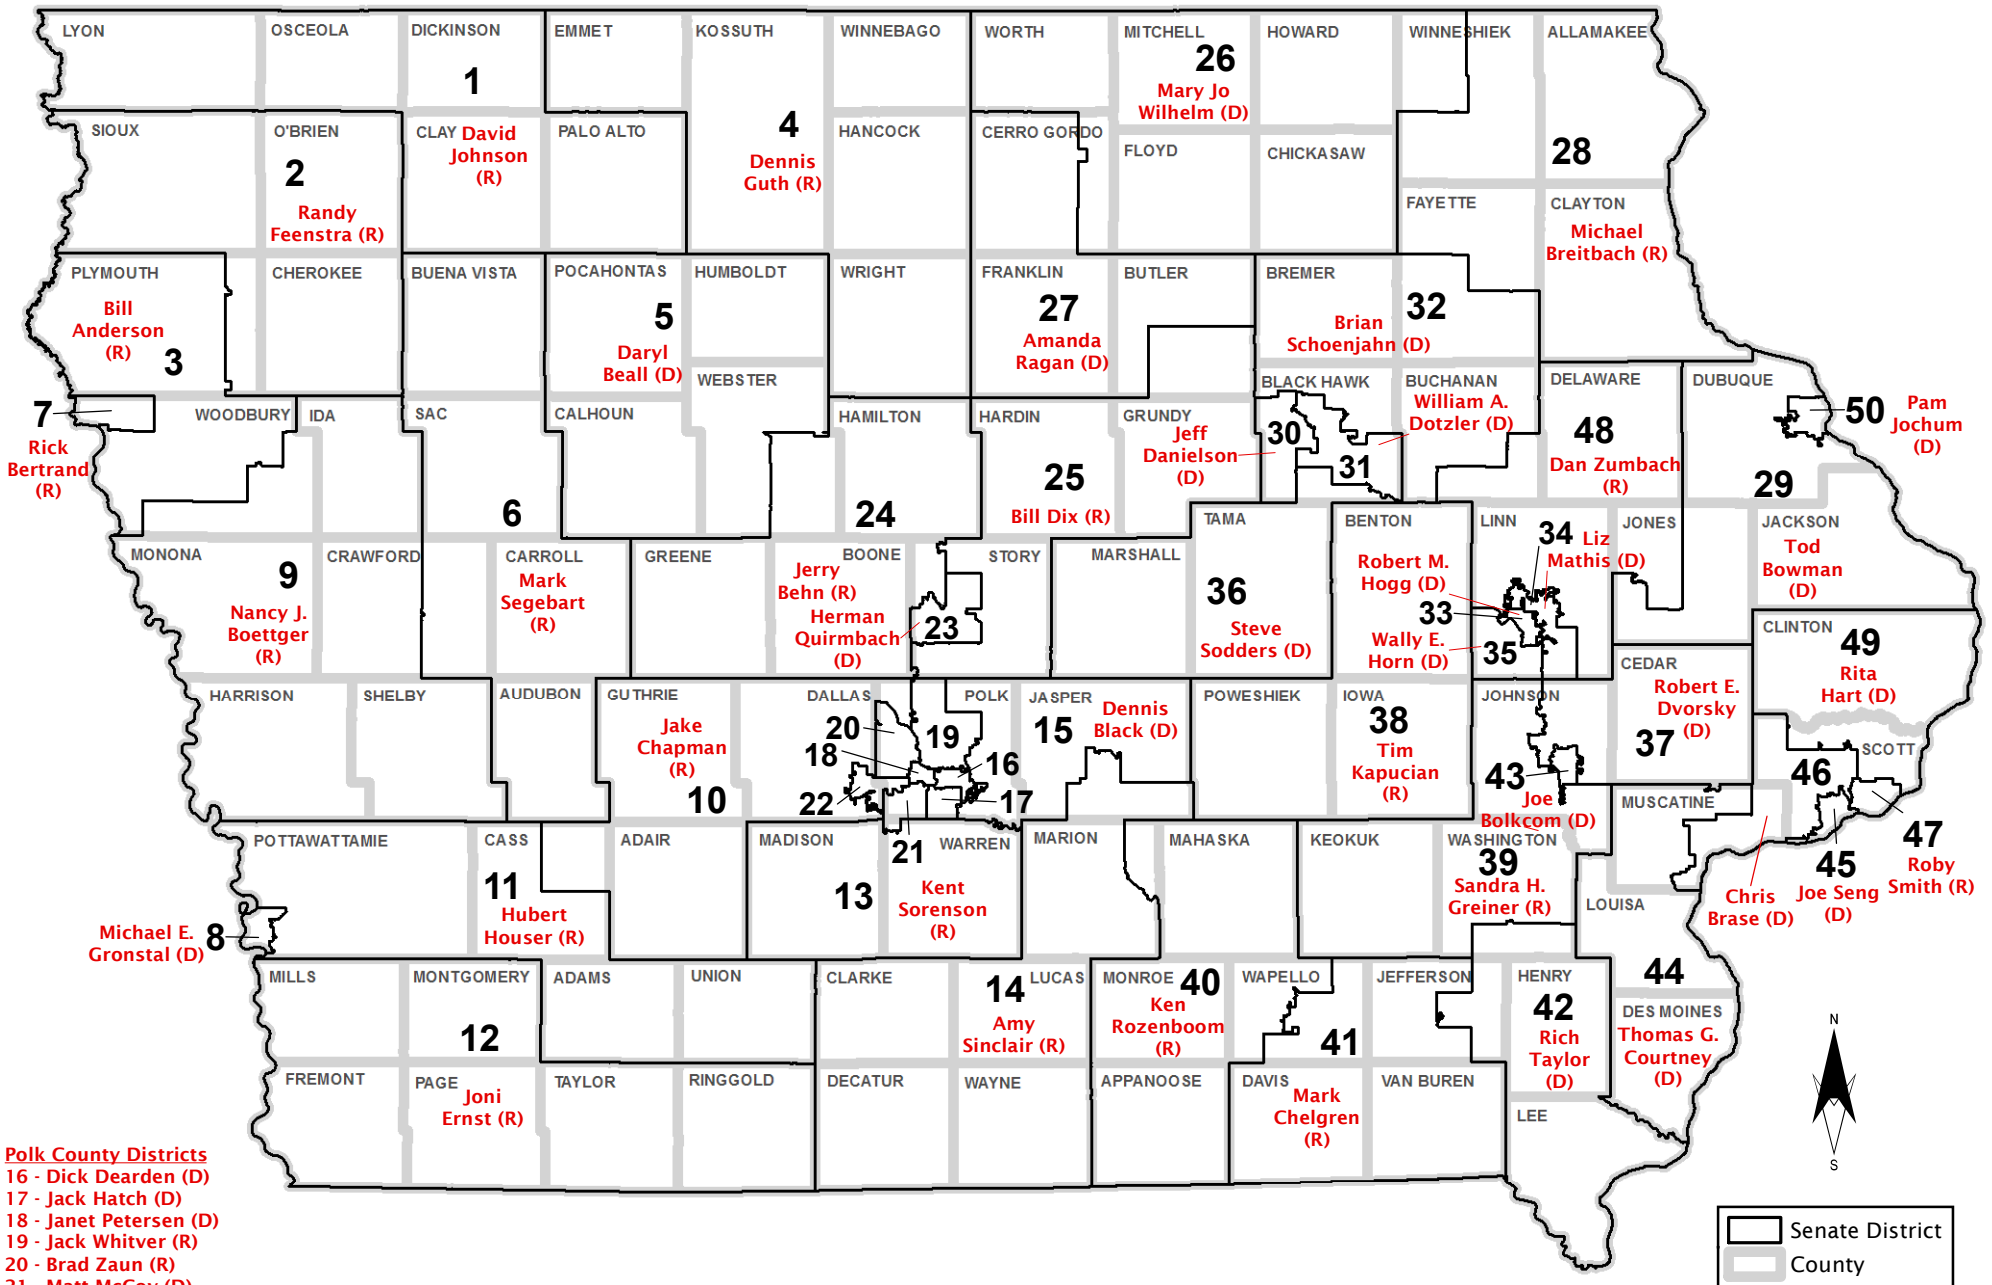 LYON
OSCEOLA
DICKINSON
EMMET
KOSSUTH
WINNEBAGO
WORTH
MITCHELL
HOWARD
WINNESHIEK
ALLAMAKEE
1
26
Mary Jo
Wilhelm (D)
SIOUX
O'BRIEN
CLAY
David
Johnson
(R)
PALO ALTO
4
Dennis
Guth (R)
HANCOCK
CERRO GORDO
FLOYD
CHICKASAW
28
2
Randy
Feenstra (R)
FAYETTE
CLAYTON
Michael
Breitbach (R)
PLYMOUTH
Bill
Anderson
(R)
3
CHEROKEE
BUENA VISTA
POCAHONTAS
HUMBOLDT
5
Daryl
Beall (D)
WRIGHT
FRANKLIN
27
Amanda
Ragan (D)
BUTLER
BREMER
32
Brian
Schoenjahn (D)
7
Rick
Bertrand
(R)
WOODBURY
IDA
SAC
CALHOUN
WEBSTER
HAMILTON
HARDIN
GRUNDY
Jeff
Danielson
(D)
BLACK HAWK
30
31
BUCHANAN
William A.
Dotzler (D)
DELAWARE
48
Dan Zumbach
(R)
DUBUQUE
50
Pam
Jochum
(D)
29
6
24
25
Bill Dix (R)
MONONA
9
Nancy J.
Boettger
(R)
CRAWFORD
CARROLL
Mark
Segebart
(R)
GREENE
BOONE
Jerry
Behn (R)
Herman
Quirmbach
(D)
STORY
23
MARSHALL
TAMA
36
Steve
Sodders (D)
BENTON
Robert M.
Hogg (D)
33
Wally E.
Horn (D)
LINN
34
Liz
Mathis (D)
35
JONES
JACKSON
Tod
Bowman
(D)
CLINTON
49
Rita
Hart (D)
HARRISON
SHELBY
AUDUBON
GUTHRIE
Jake
Chapman
(R)
10
DALLAS
20
18
22
POLK
19
16
17
21
JASPER
15
Dennis
Black (D)
POWESHIEK
IOWA
38
Tim
Kapucian
(R)
JOHNSON
43
Joe
Bolkcom (D)
CEDAR
Robert E.
Dvorsky
(D)
37
SCOTT
46
47
Roby
Smith (R)
45
Joe Seng
(D)
Chris
Brase (D)
MUSCATINE
POTTAWATTAMIE
CASS
11
Hubert
Houser (R)
ADAIR
MADISON
13
WARREN
Kent
Sorenson
(R)
MARION
MAHASKA
KEOKUK
WASHINGTON
39
Sandra H.
Greiner (R)
LOUISA
Michael E.
Gronstal (D)
8
MILLS
MONTGOMERY
12
ADAMS
UNION
CLARKE
14
Amy
Sinclair (R)
LUCAS
MONROE
40
Ken
Rozenboom
(R)
WAPELLO
41
JEFFERSON
HENRY
42
Rich
Taylor
(D)
44
DES MOINES
Thomas G.
Courtney
(D)
FREMONT
PAGE
Joni
Ernst (R)
TAYLOR
RINGGOLD
DECATUR
WAYNE
APPANOOSE
DAVIS
Mark
Chelgren
(R)
VAN BUREN
LEE
N
S
Polk County Districts
16 - Dick Dearden (D)
17 - Jack Hatch (D)
18 - Janet Petersen (D)
19 - Jack Whitver (R)
20 - Brad Zaun (R)
21 - Matt McCoy (D)
Senate District
County